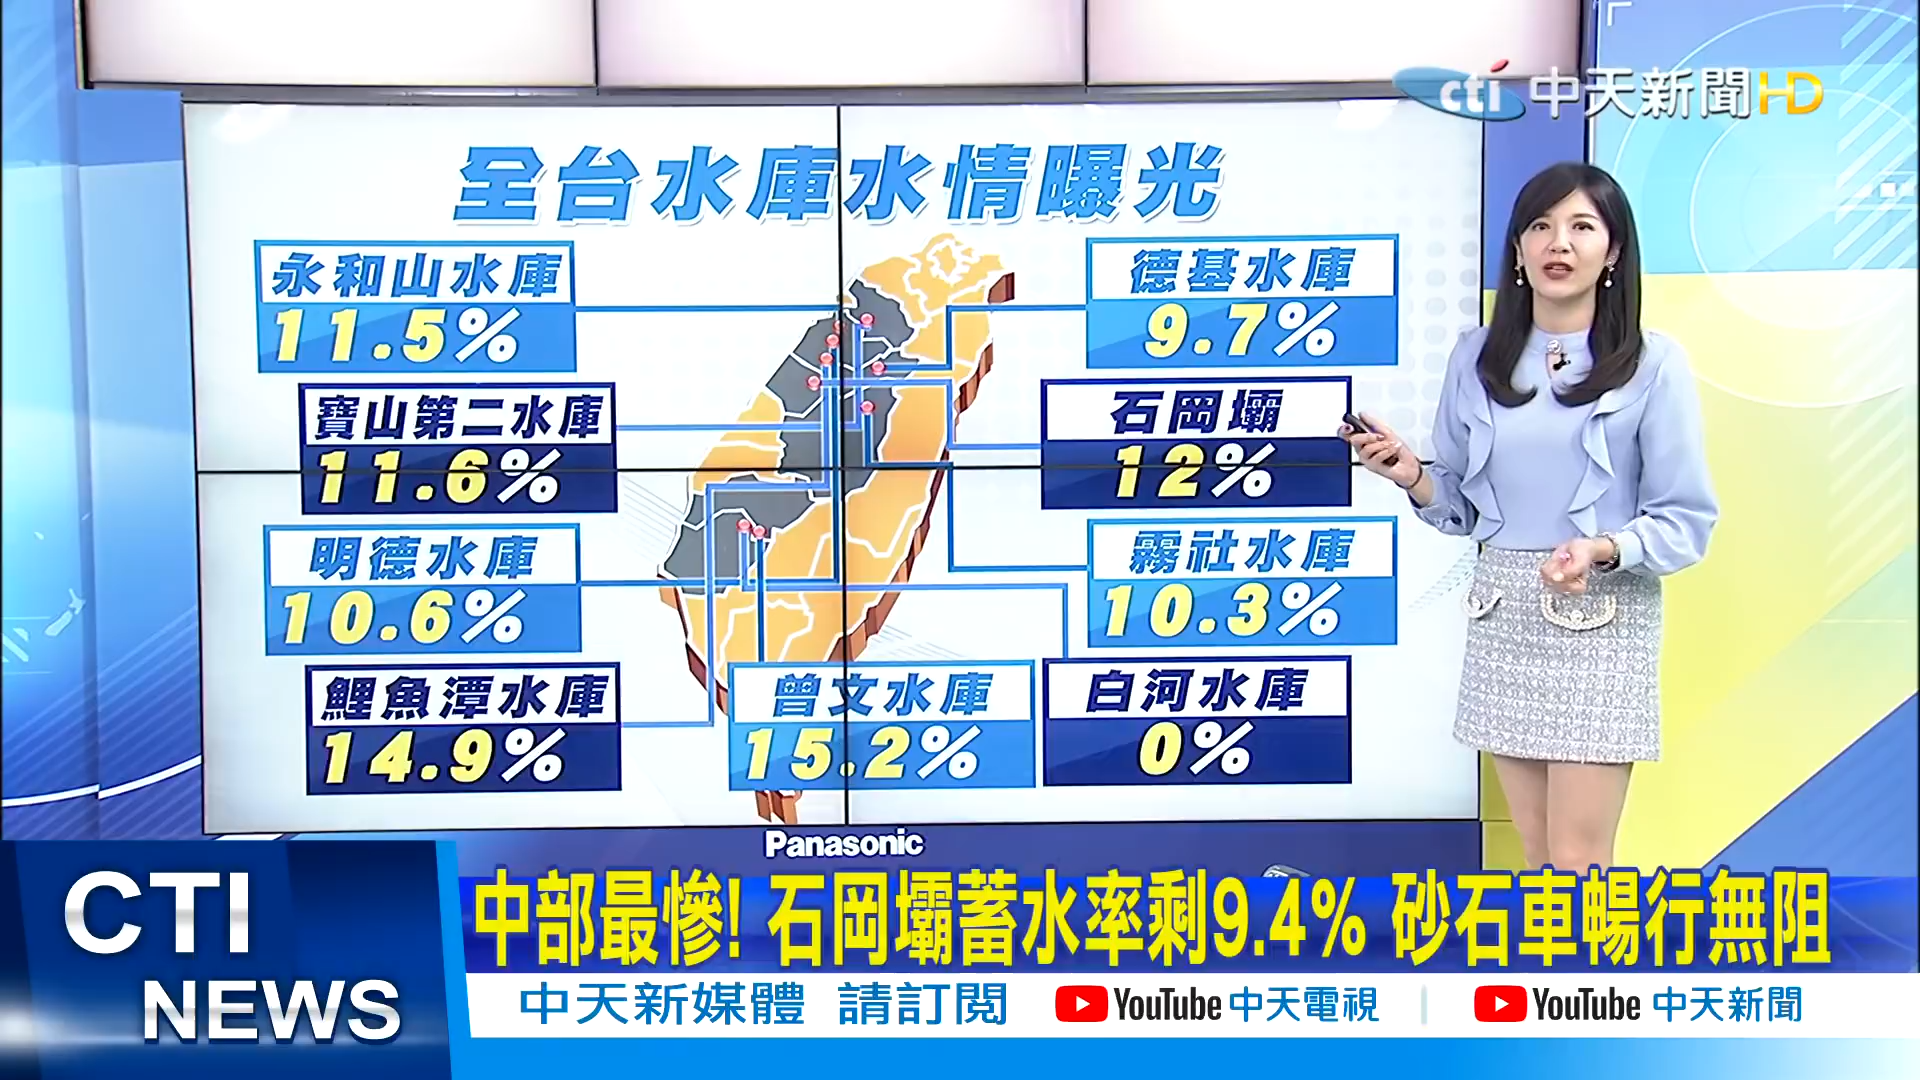 cti 中天新聞HD
全台水庫水情曝光
永和山水庫
11.5%
德基水庫
9.7%
寶山第二水庫
11.6%
石岡壩
12%
明德水庫
10.6%
霧社水庫
10.3%
鯉魚潭水庫
14.9%
曾文水庫
15.2%
白河水庫
0%
Panasonic
CTI
NEWS
中部最慘! 石岡壩蓄水率剩9.4% 砂石車暢行無阻
中天新媒體 請訂閱 YouTube 中天電視 | YouTube 中天新聞